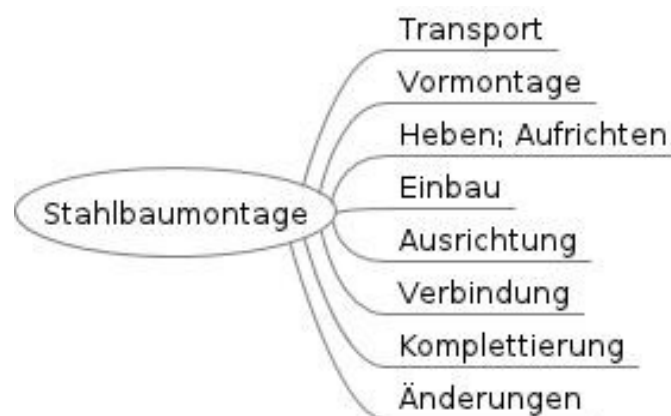 Transport
Vormontage
Heben; Aufrichten
Einbau
Stahlbaumontage
Ausrichtung
Verbindung
Komplettierung
Änderungen